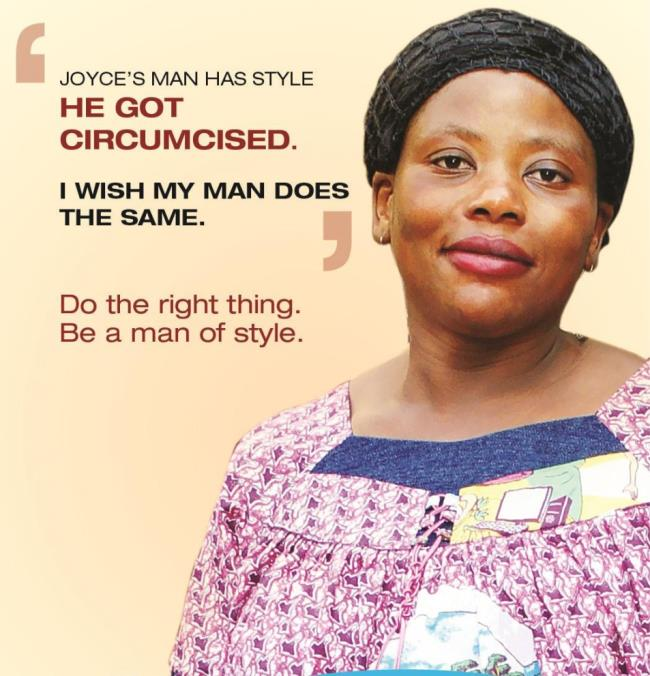 ‘
JOYCE’S MAN HAS STYLE
HE GOT
CIRCUMCISED.
I WISH MY MAN DOES
THE SAME.
’
Do the right thing.
Be a man of style.